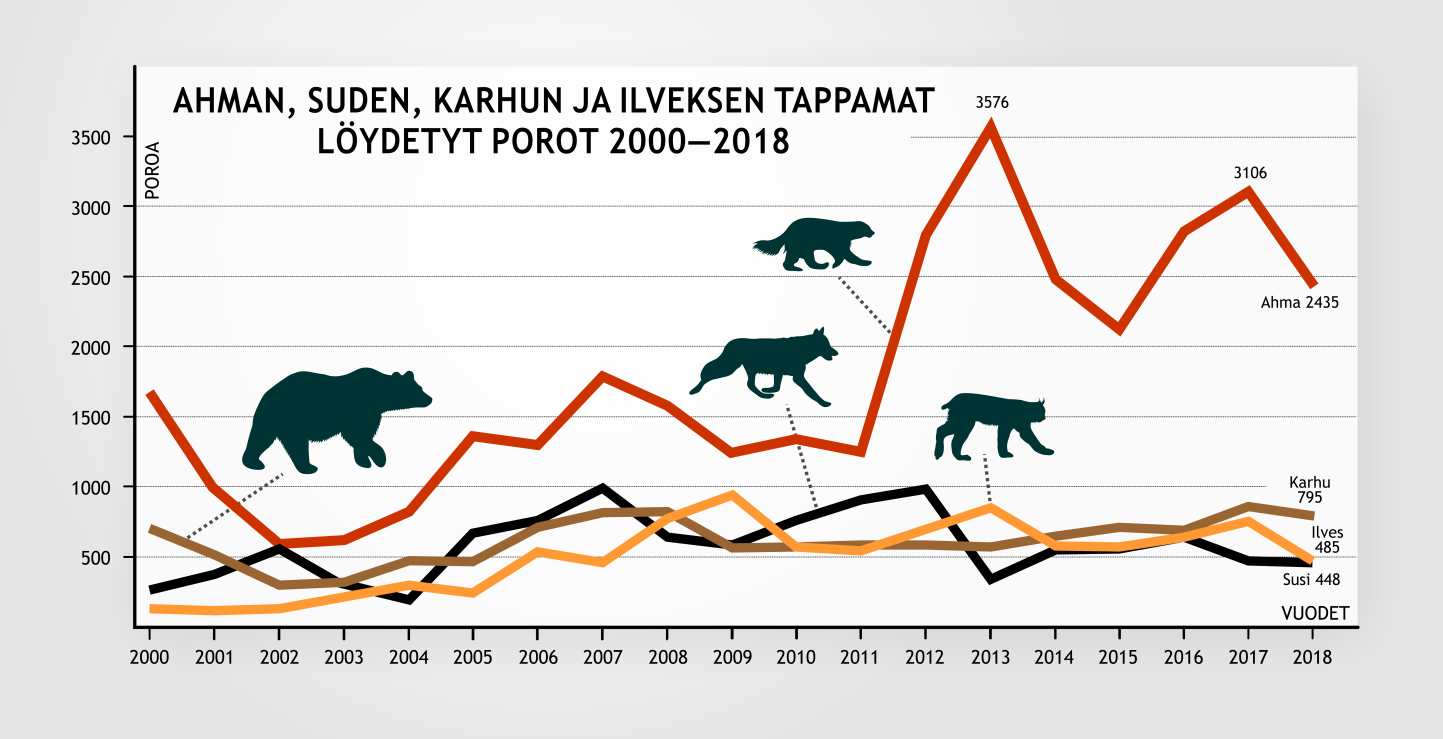 AHMAN, SUDEN, KARHUN JA ILVEKSEN TAPPAMAT
LÖYDETYT POROT 2000—2018
POROA
3500
3000
2500
2000
1500
1000
500
3576
3106
Ahma 2435
Karhu
795
Ilves
485
Susi 448
VUODET
2000 2001 2002 2003 2004 2005 2006 2007 2008 2009 2010 2011 2012 2013 2014 2015 2016 2017 2018